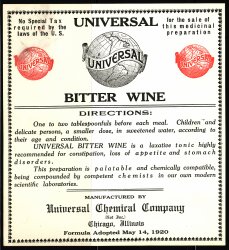 No Special Tax
required by the
laws of the U. S.
UNIVERSAL
for the sale of
this medicinal
preparation
UNIVERSAL
BITTER WINE
DIRECTIONS:
One to two tablespoonfuls before each meal. Children and
delicate persons, a smaller dose, in sweetened water, according to
their age and condition.
UNIVERSAL BITTER WINE is a laxative tonic highly
recommended for constipation, loss of appetite and stomach
disorders.
This preparation is palatable and chemically compatible,
being compounded by competent chemists in our own modern
scientific laboratories.
MANUFACTURED BY
Universal Chemical Company
(Not Inc.)
Chicago, Illinois
Formula Adopted May 14, 1920